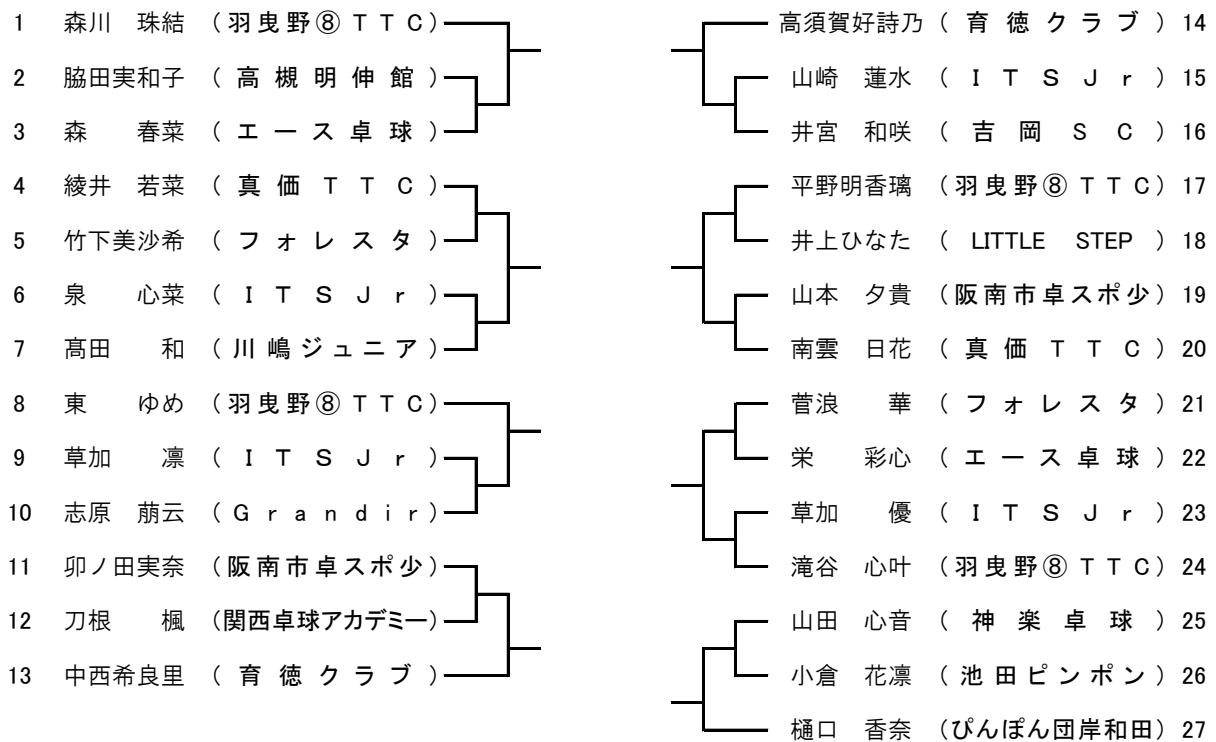 1 森川 珠結 (羽曳野⑧TTC)
2 脇田実和子 (高槻明伸館)
3 森 春菜 (エース卓球)
4 綾井 若菜 (真価TTC)
5 竹下美沙希 (フォレスタ)
6 泉 心菜 (ITSJr)
7 髙田 和 (川嶋ジュニア)
8 東 ゆめ (羽曳野⑧TTC)
9 草加 凛 (ITSJr)
10 志原 萠云 (Grandir)
11 卯ノ田実奈 (阪南市卓スポ少)
12 刀根 楓 (関西卓球アカデミー)
13 中西希良里 (育徳クラブ)
高須賀好詩乃 (育徳クラブ) 14
山崎 蓮水 (ITSJr) 15
井宮 和咲 (吉岡SC) 16
平野明香璃 (羽曳野⑧TTC) 17
井上ひなた (LITTLE STEP) 18
山本 夕貴 (阪南市卓スポ少) 19
南雲 日花 (真価TTC) 20
菅浪 華 (フォレスタ) 21
栄 彩心 (エース卓球) 22
草加 優 (ITSJr) 23
滝谷 心叶 (羽曳野⑧TTC) 24
山田 心音 (神楽卓球) 25
小倉 花凛 (池田ピンポン) 26
樋口 香奈 (ぴんぽん団岸和田) 27